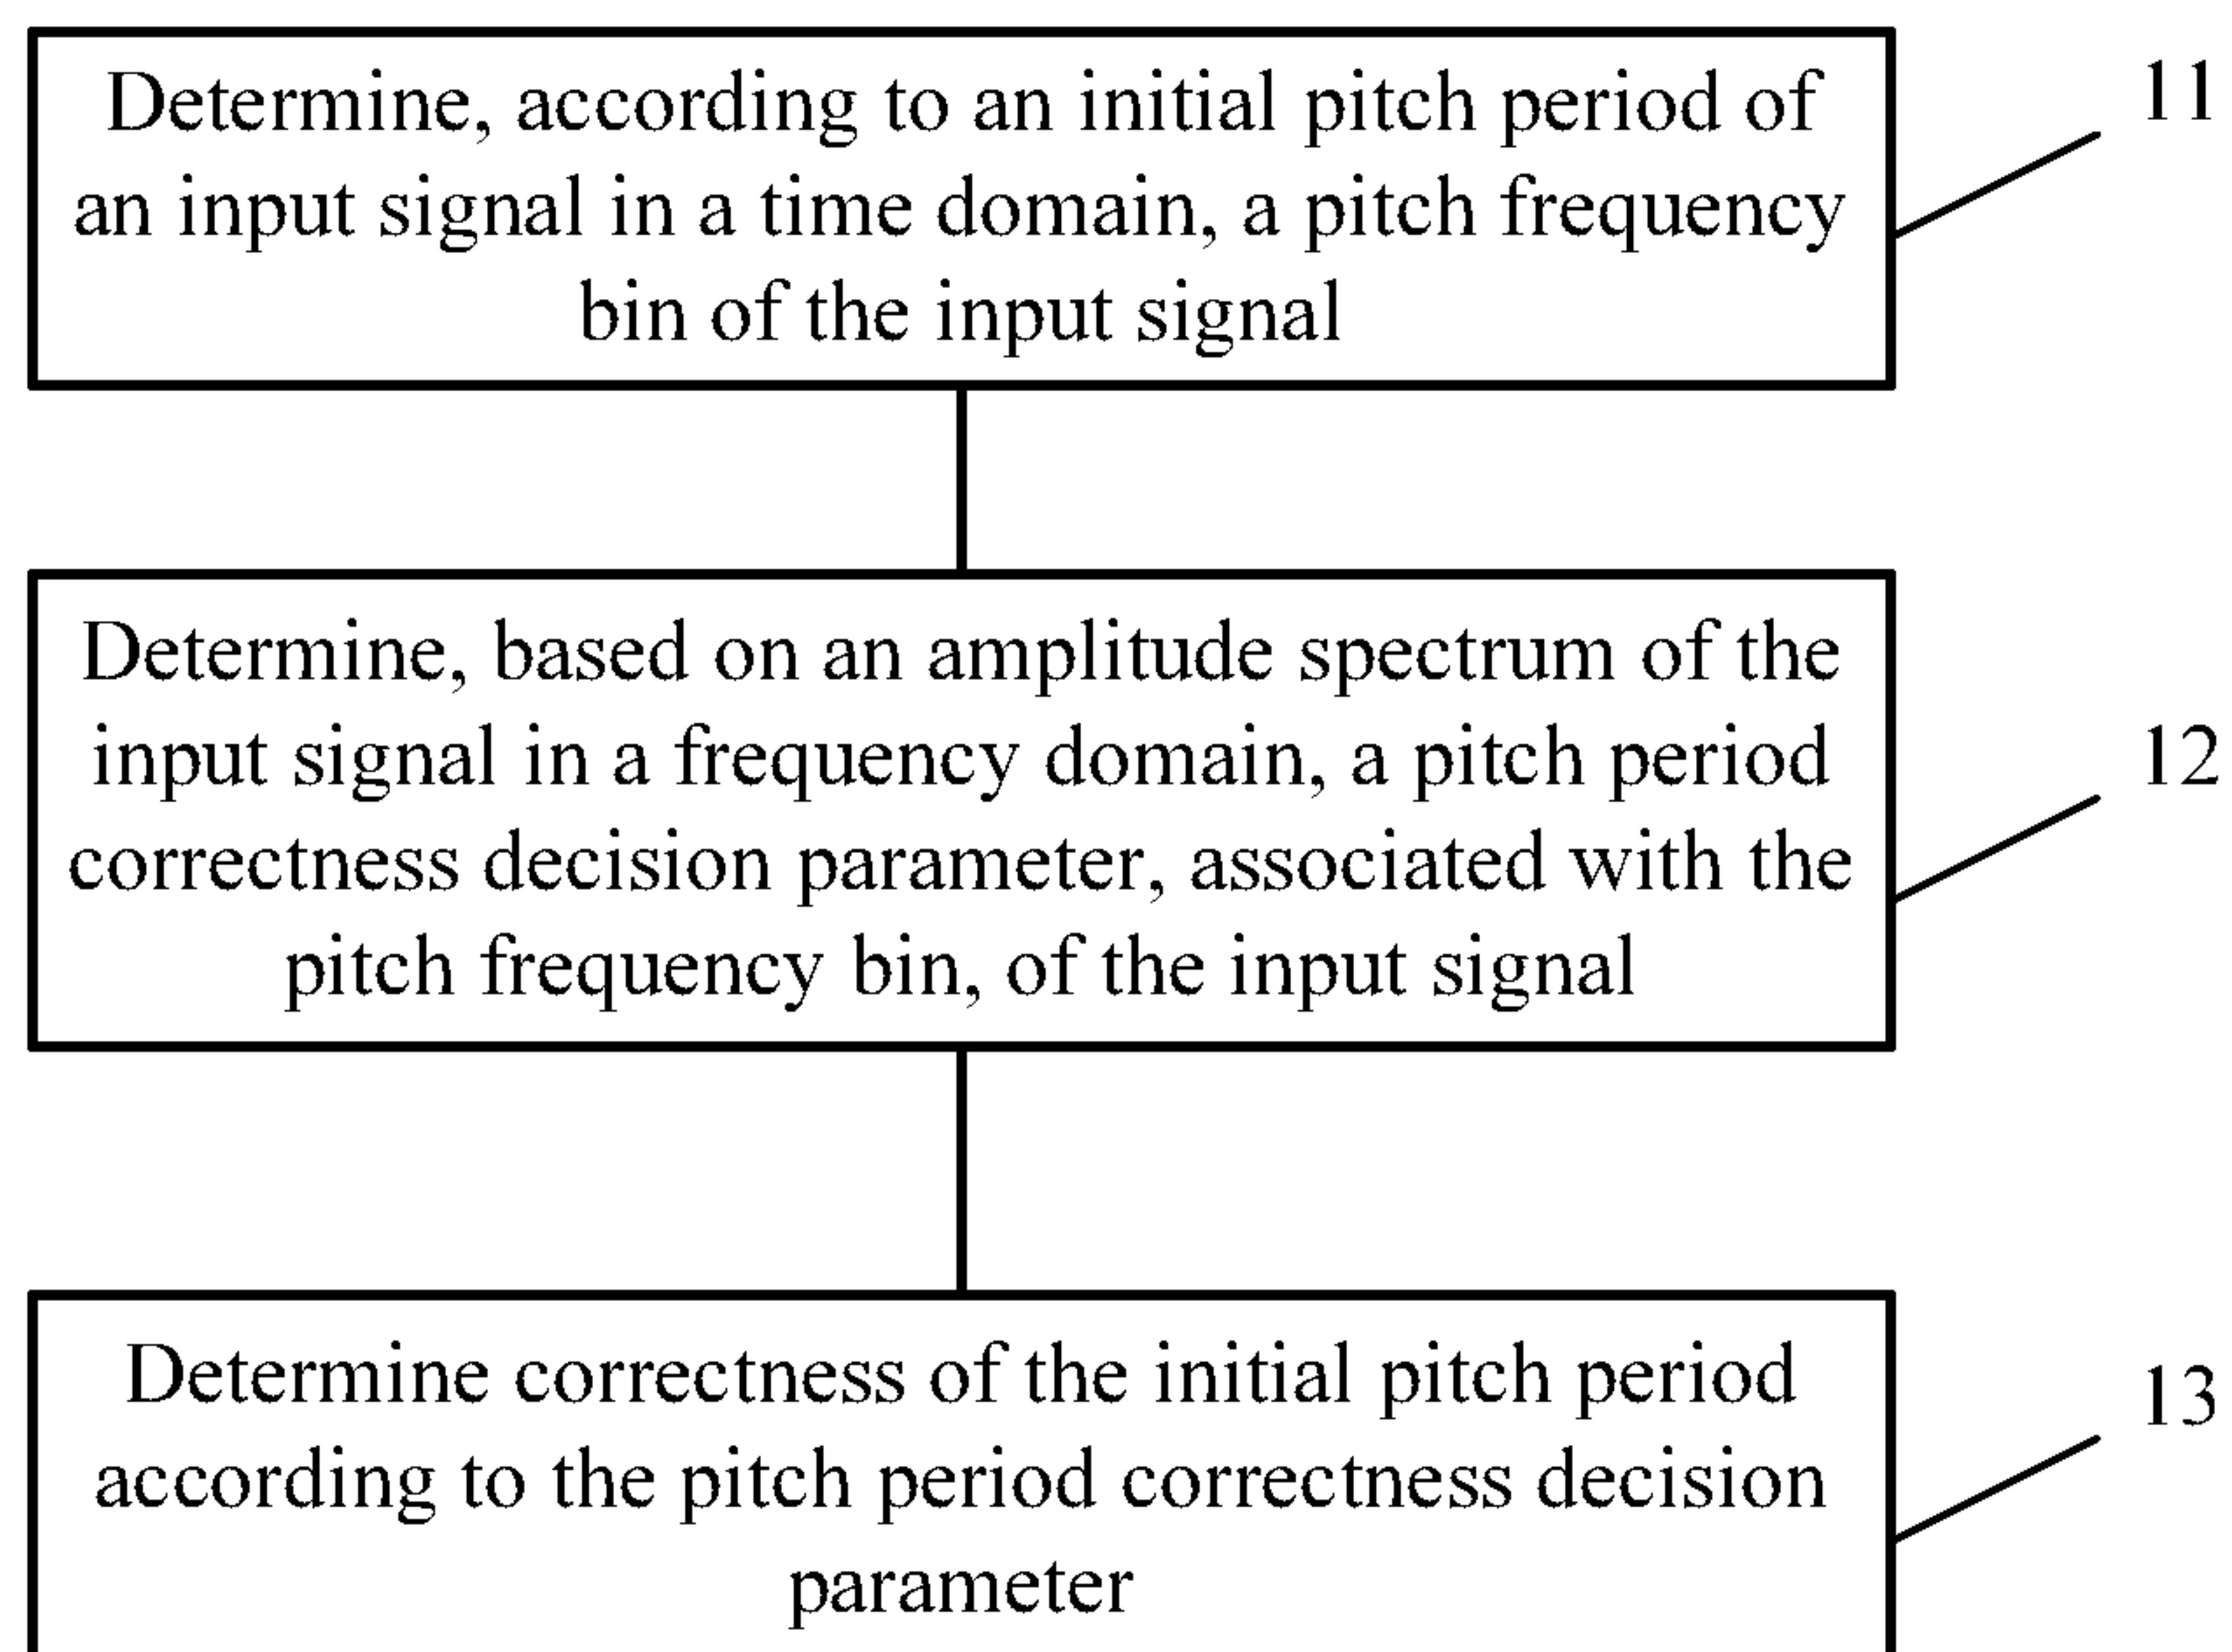 Determine, according to an initial pitch period of
an input signal in a time domain, a pitch frequency
bin of the input signal
11
Determine, based on an amplitude spectrum of the
input signal in a frequency domain, a pitch period
correctness decision parameter, associated with the
pitch frequency bin, of the input signal
12
Determine correctness of the initial pitch period
according to the pitch period correctness decision
parameter
13